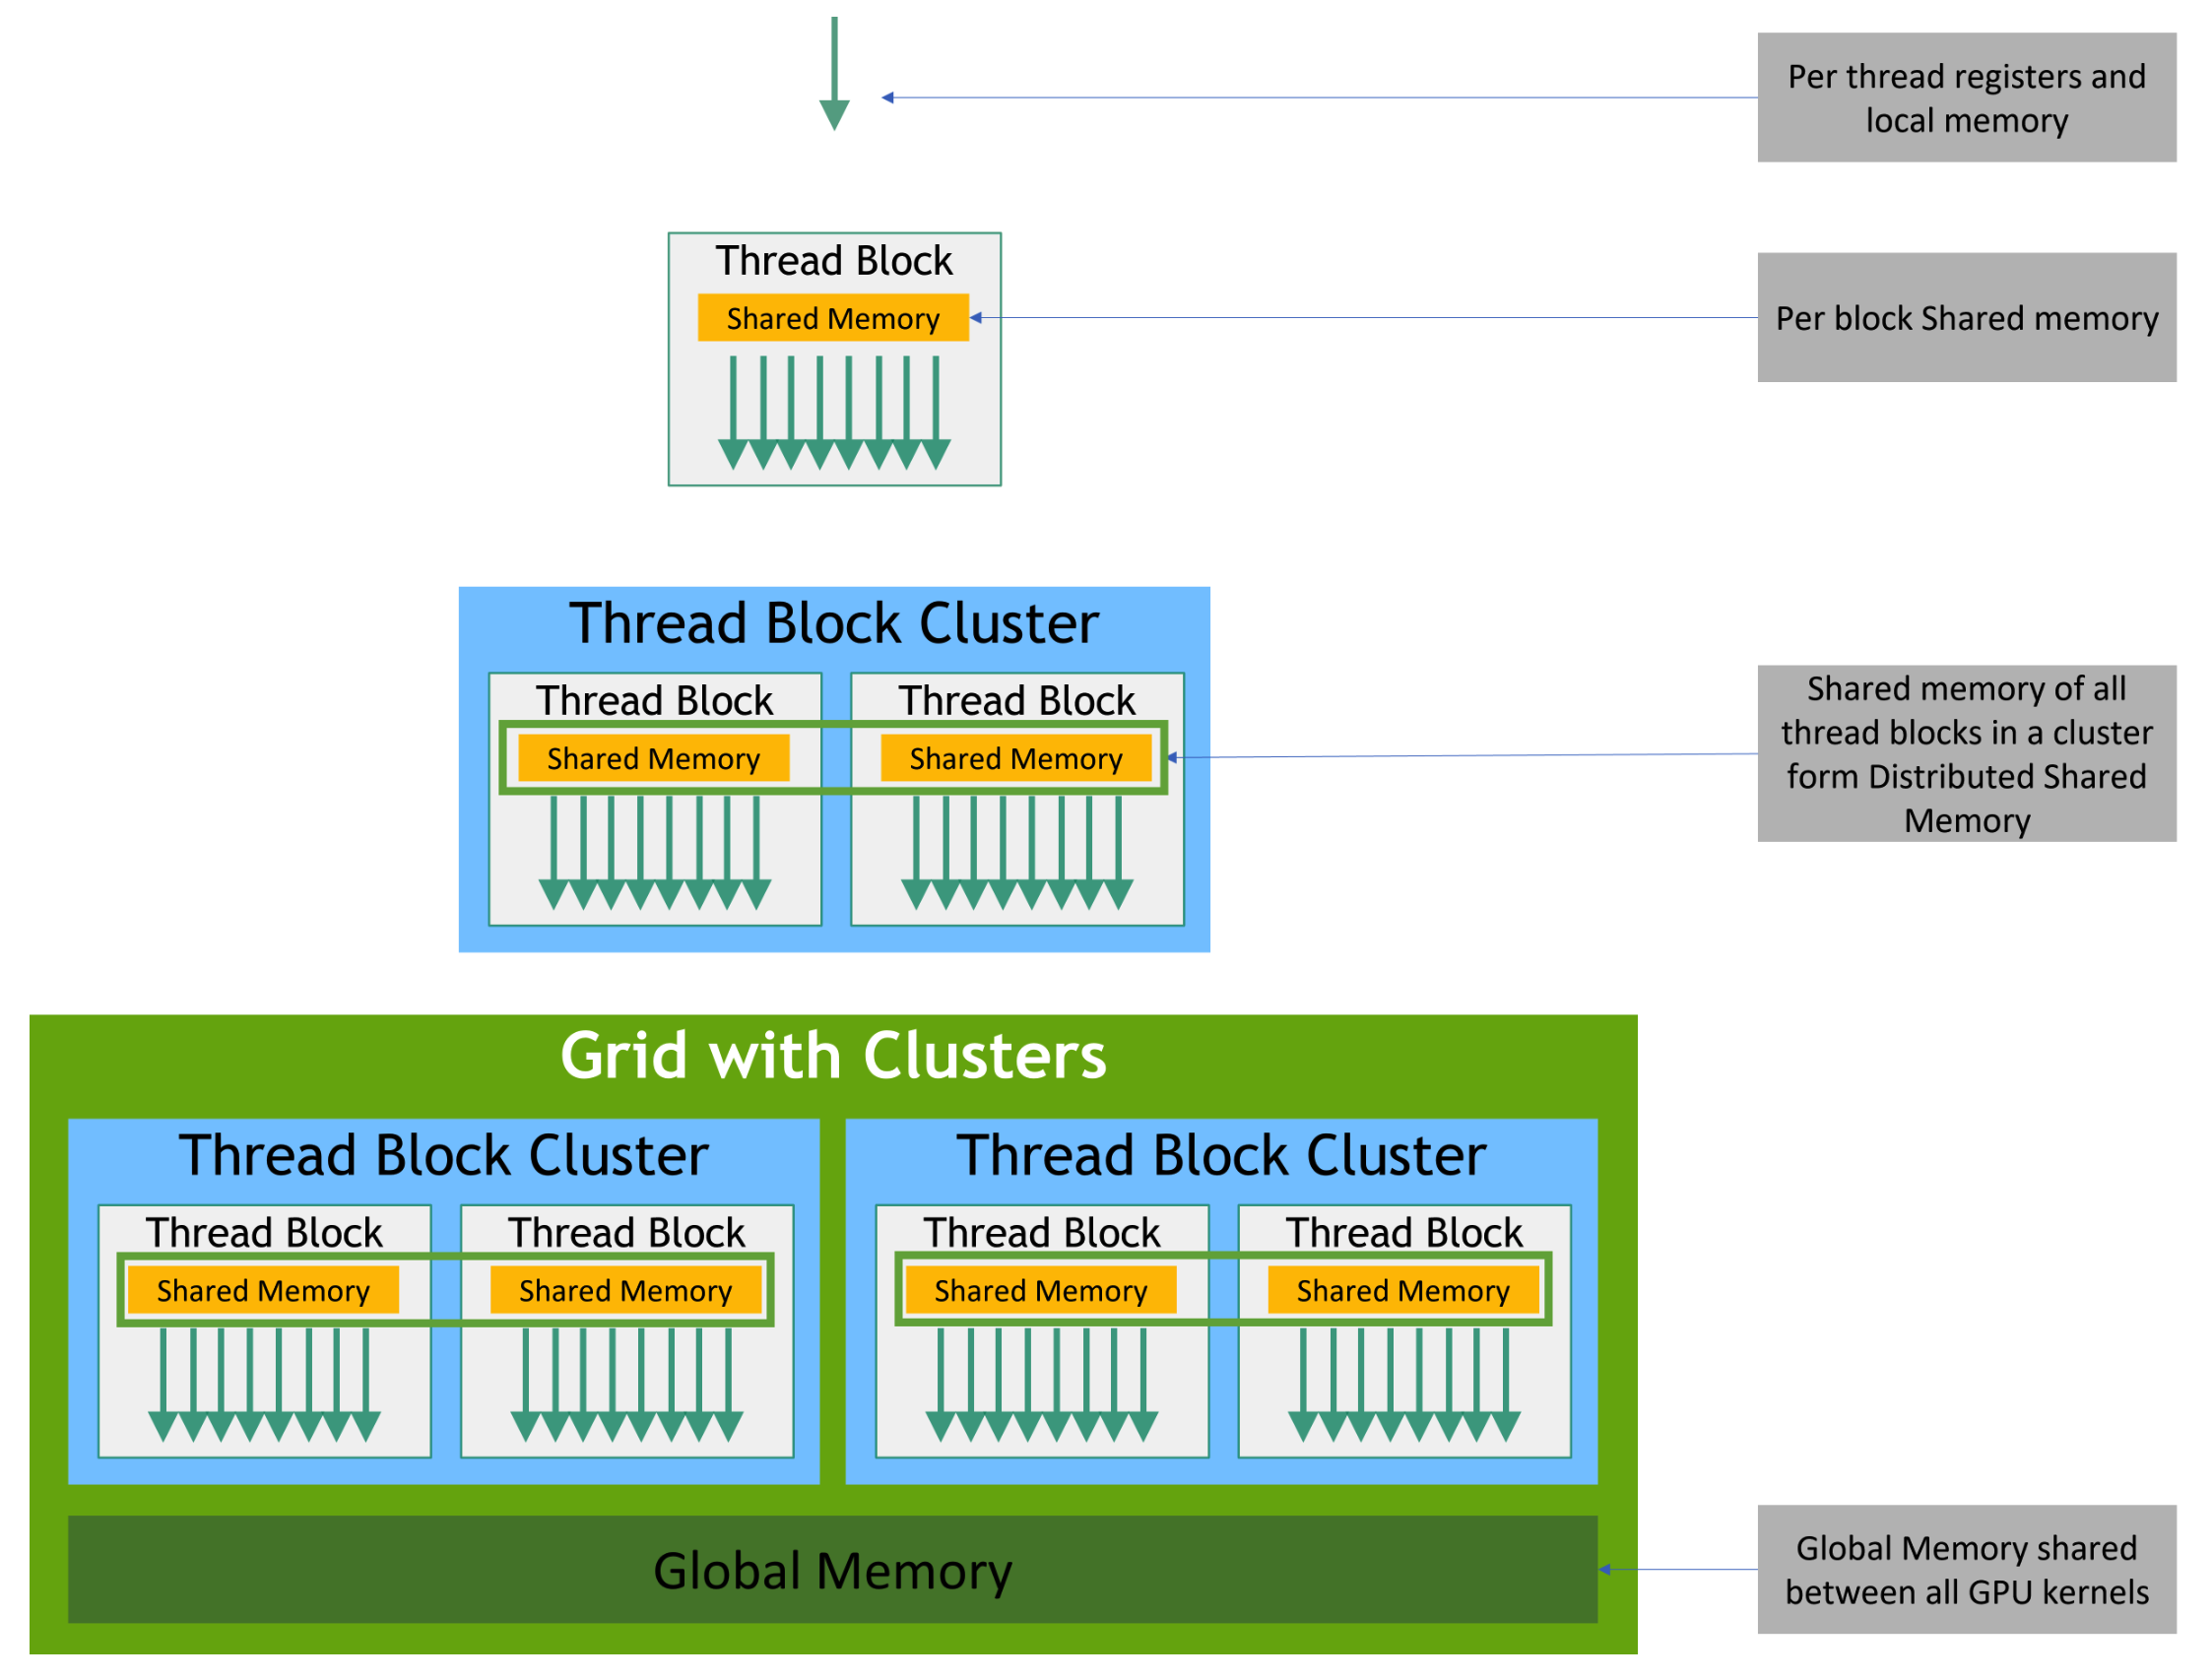 Per thread registers and
local memory
Thread Block
Shared Memory
Per block Shared memory
Thread Block Cluster
Thread Block
Thread Block
Shared Memory
Shared Memory
Shared memory of all
thread blocks in a cluster
form Distributed Shared
Memory
Grid with Clusters
Thread Block Cluster
Thread Block
Thread Block
Shared Memory
Shared Memory
Thread Block Cluster
Thread Block
Thread Block
Shared Memory
Shared Memory
Global Memory
Global Memory shared
between all GPU kernels